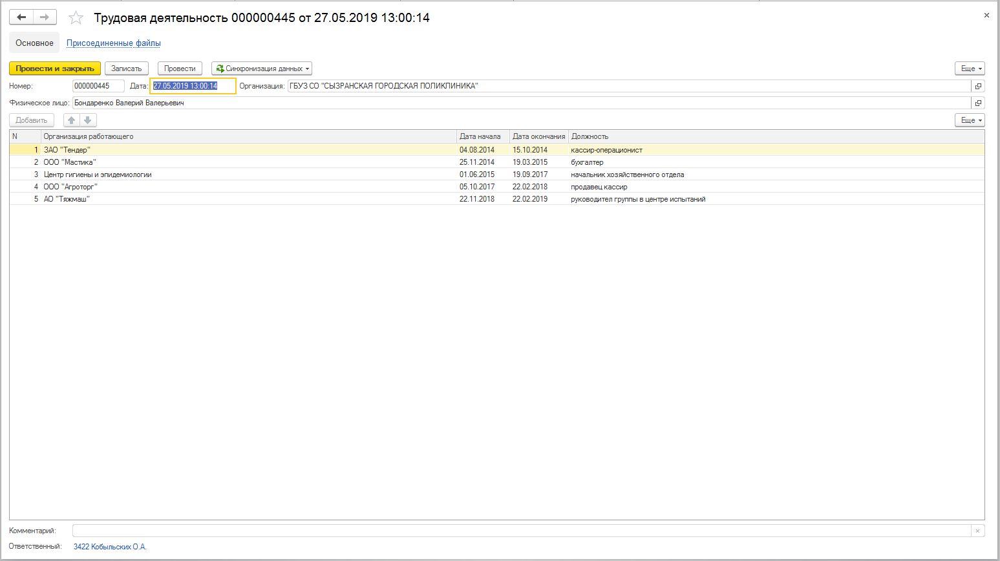 Трудовая деятельность 000000445 от 27.05.2019 13:00:14
Основное Присоединенные файлы
Провести и закрыть Записать Провести Синхронизация данных Еще
Номер: 000000445 Дата: 27.05.2019 13:00:14 Организация: ГБУЗ СО "СЫЗРАНСКАЯ ГОРОДСКАЯ ПОЛИКЛИНИКА"
Физическое лицо: Бондаренко Валерий Валерьевич
Добавить Еще
N Организация работающего Дата начала Дата окончания Должность
1 ЗАО "Тендер" 04.08.2014 15.10.2014 кассир-операционист
2 ООО "Мастика" 25.11.2014 19.03.2015 бухгалтер
3 Центр гигиены и эпидемиологии 01.06.2015 19.09.2017 начальник хозяйственного отдела
4 ООО "Агроторг" 05.10.2017 22.02.2018 продавец кассир
5 АО "Тяжмаш" 22.11.2018 22.02.2019 руководител группы в центре испытаний
Комментарий:
Ответственный: 3422 Кобыльских О.А.